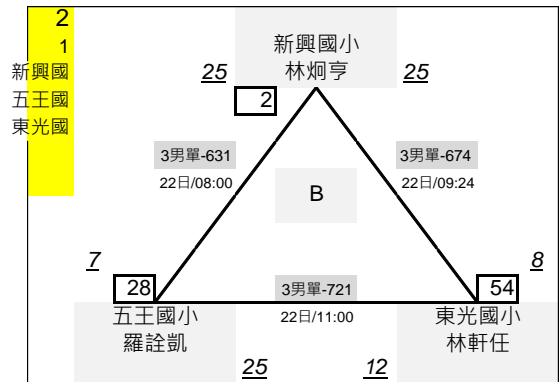 2
1
新興國
五王國
東光國
新興國小
林炯亨
25
25
2
3男單-631
22日/08:00
3男單-674
22日/09:24
B
7
8
28
54
3男單-721
22日/11:00
五王國小
羅詮凱
東光國小
林軒任
25
12